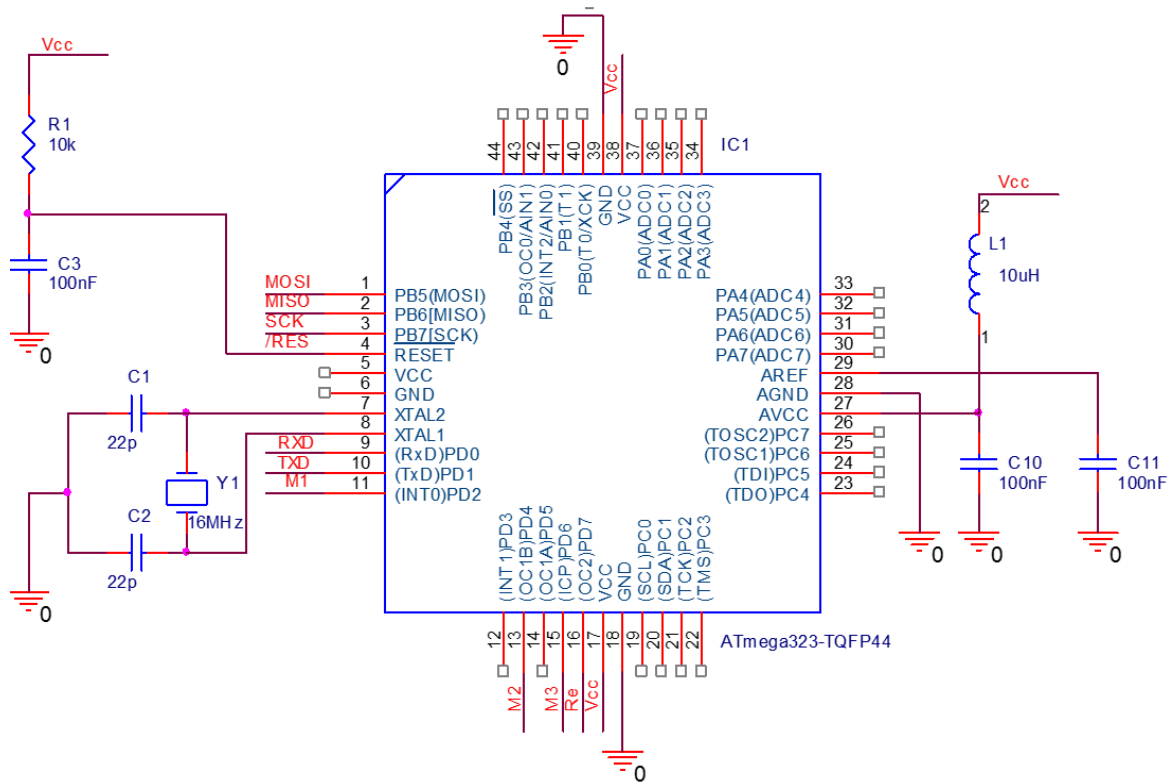 Vcc
R1
10k
C3
100nF
0
0
Vcc
44
43
42
41
40
39
38
37
36
35
34
IC1
PB4(SS)
PB3(OC0/AIN1)
PB2(INT2/AIN0)
PB1(T1)
PB0(T0/XCK)
GND
VCC
PA0(ADC0)
PA1(ADC1)
PA2(ADC2)
PA3(ADC3)
MOSI 1 PB5(MOSI)
MISO 2 PB6[MISO)
SCK 3 PB7[SCK)
/RES 4 RESET
5 VCC
6 GND
7 XTAL2
8 XTAL1
RXD 9 (RxD)PD0
TXD 10 (TxD)PD1
M1 11 (INT0)PD2
C1
22p
C2
22p
Y1
16MHz
0
PA4(ADC4) 33
PA5(ADC5) 32
PA6(ADC6) 31
PA7(ADC7) 30
AREF 29
AGND 28
AVCC 27
(TOSC2)PC7 26
(TOSC1)PC6 25
(TDI)PC5 24
(TDO)PC4 23
Vcc
2
L1
10uH
1
C10
100nF
C11
100nF
0
0
0
(INT1)PD3
(OC1B)PD4
(OC1A)PD5
(ICP)PD6
(OC2)PD7
VCC
GND
(SCL)PC0
(SDA)PC1
(TCK)PC2
(TMS)PC3
12
13
14
15
16
17
18
19
20
21
22
ATmega323-TQFP44
M2
M3
Re
Vcc
0